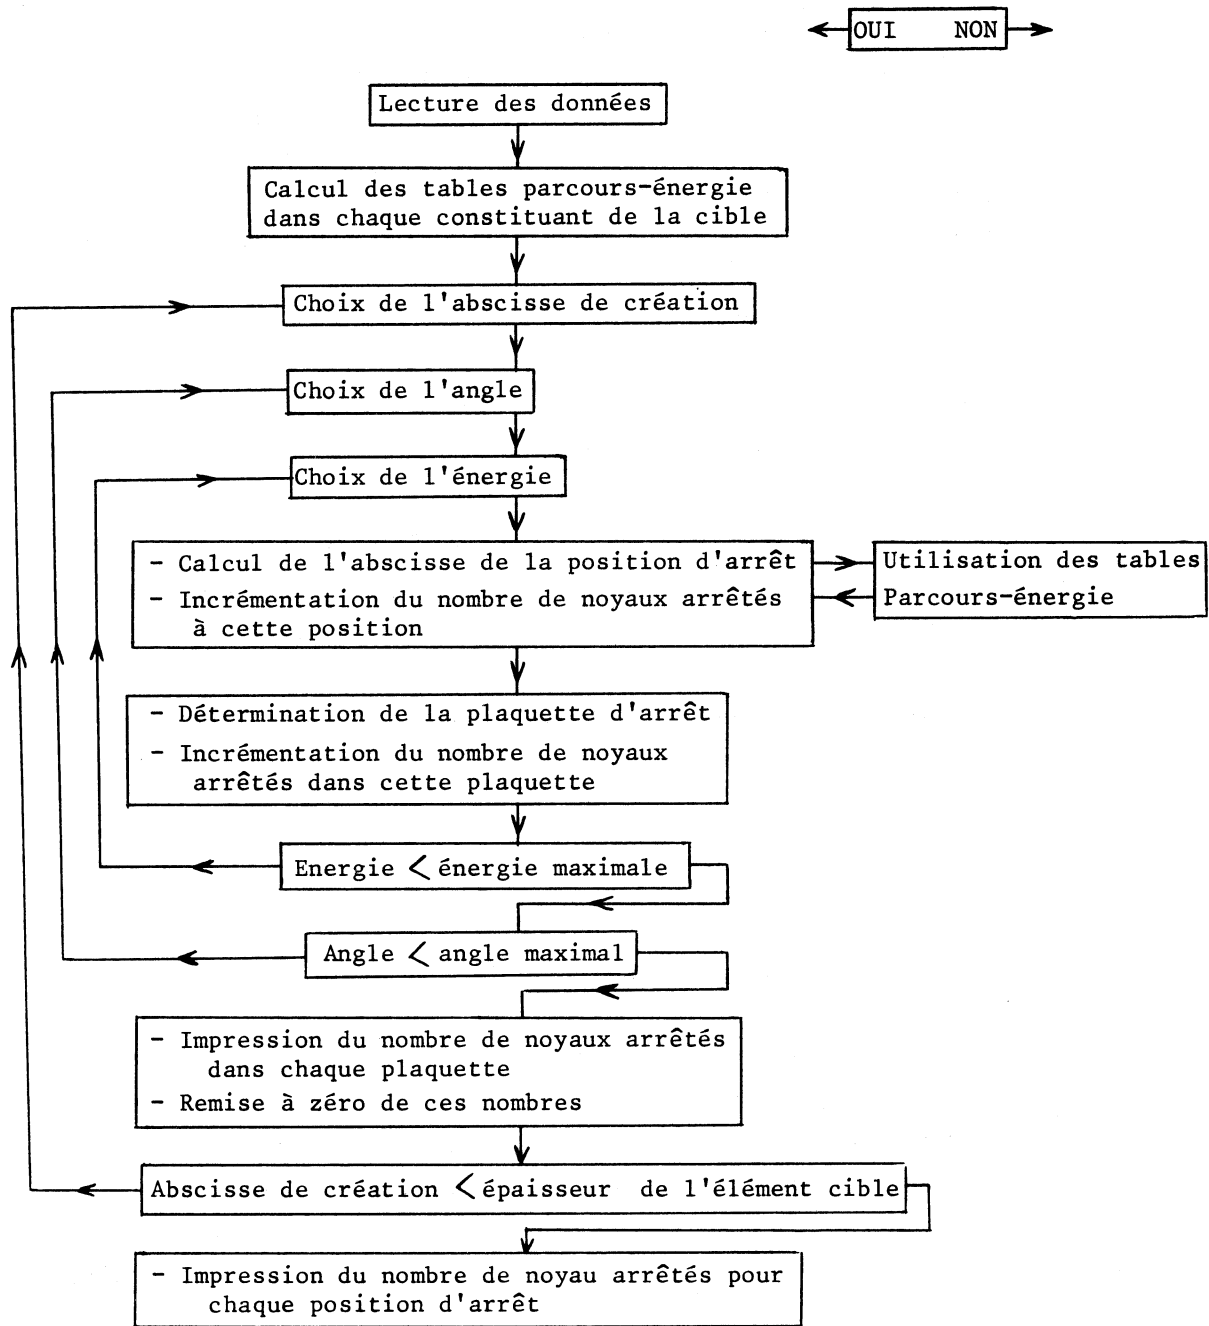 OUI NON
Lecture des données
Calcul des tables parcours-énergie
dans chaque constituant de la cible
Choix de l'abscisse de création
Choix de l'angle
Choix de l'énergie
- Calcul de l'abscisse de la position d'arrêt
- Incrémentation du nombre de noyaux arrêtés
à cette position
Utilisation des tables
Parcours-énergie
- Détermination de la plaquette d'arrêt
- Incrémentation du nombre de noyaux
arrêtés dans cette plaquette
Energie < énergie maximale
Angle < angle maximal
- Impression du nombre de noyaux arrêtés
dans chaque plaquette
- Remise à zéro de ces nombres
Abscisse de création < épaisseur de l'élément cible
- Impression du nombre de noyau arrêtés pour
chaque position d'arrêt